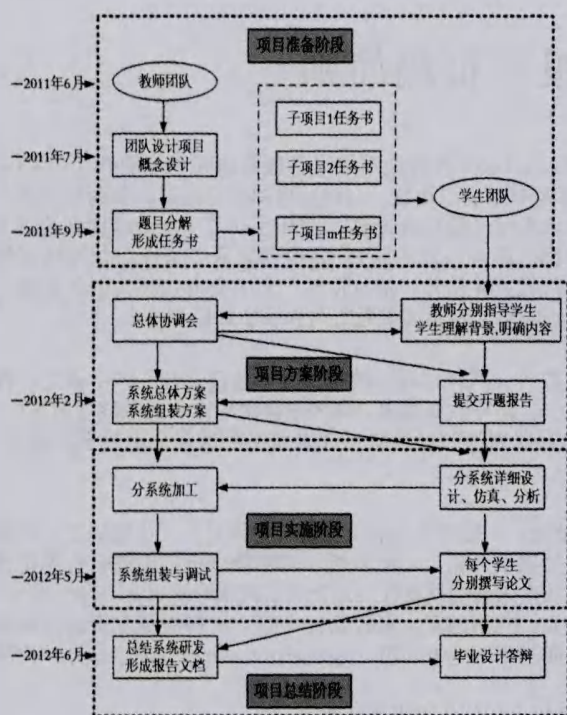 项目准备阶段
2011年6月
教师团队
子项目1任务书
2011年7月
团队设计项目
概念设计
子项目2任务书
学生团队
2011年9月
题目分解
形成任务书
子项目m任务书
总体协调会
教师分别指导学生
学生理解背景,明确内容
项目方案阶段
2012年2月
系统总体方案
系统组装方案
提交开题报告
分系统加工
分系统详细设
计、仿真、分析
项目实施阶段
2012年5月
系统组装与调试
每个学生
分别撰写论文
2012年6月
总结系统研发
形成报告文档
毕业设计答辩
项目总结阶段